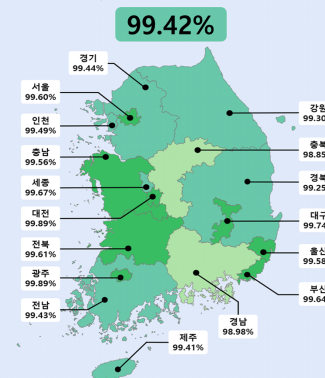 99.42%
경기
99.44%
서울
99.60%
인천
99.49%
충남
99.56%
세종
99.67%
대전
99.89%
전북
99.61%
광주
99.89%
전남
99.43%
제주
99.41%
경남
98.98%
강원
99.30
충북
98.85
경북
99.25
대구
99.74
울산
99.58
부산
99.64